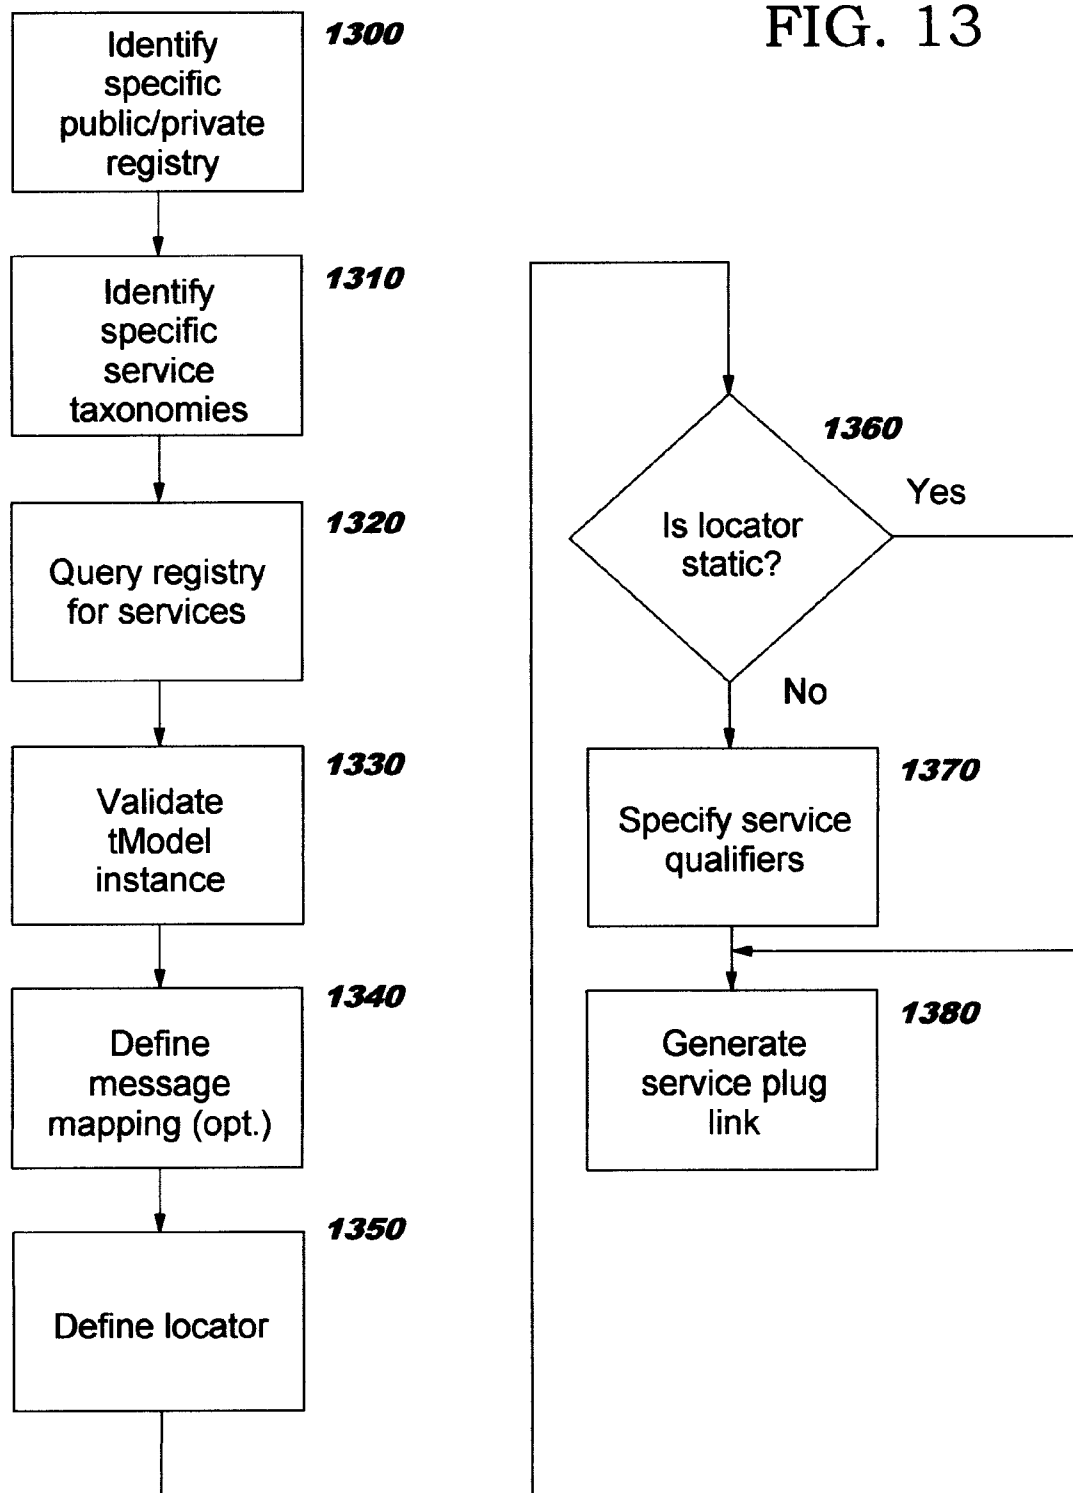 FIG. 13
1300
Identify
specific
public/private
registry
1310
Identify
specific
service
taxonomies
1320
Query registry
for services
1330
Validate
tModel
instance
1340
Define
message
mapping (opt.)
1350
Define locator
1360
Is locator
static?
Yes
No
1370
Specify service
qualifiers
1380
Generate
service plug
link